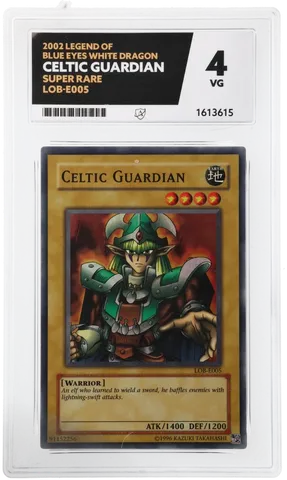 2002 LEGEND OF
BLUE EYES WHITE DRAGON
CELTIC GUARDIAN
SUPER RARE
LOB-E005
4
VG
1613615
CELTIC GUARDIAN
地
LOB-E005
[WARRIOR]
An elf who learned to wield a sword, he baffles enemies with
lightning-swift attacks.
ATK/1400 DEF/1200
©1996 KAZUKI TAKAHASHI